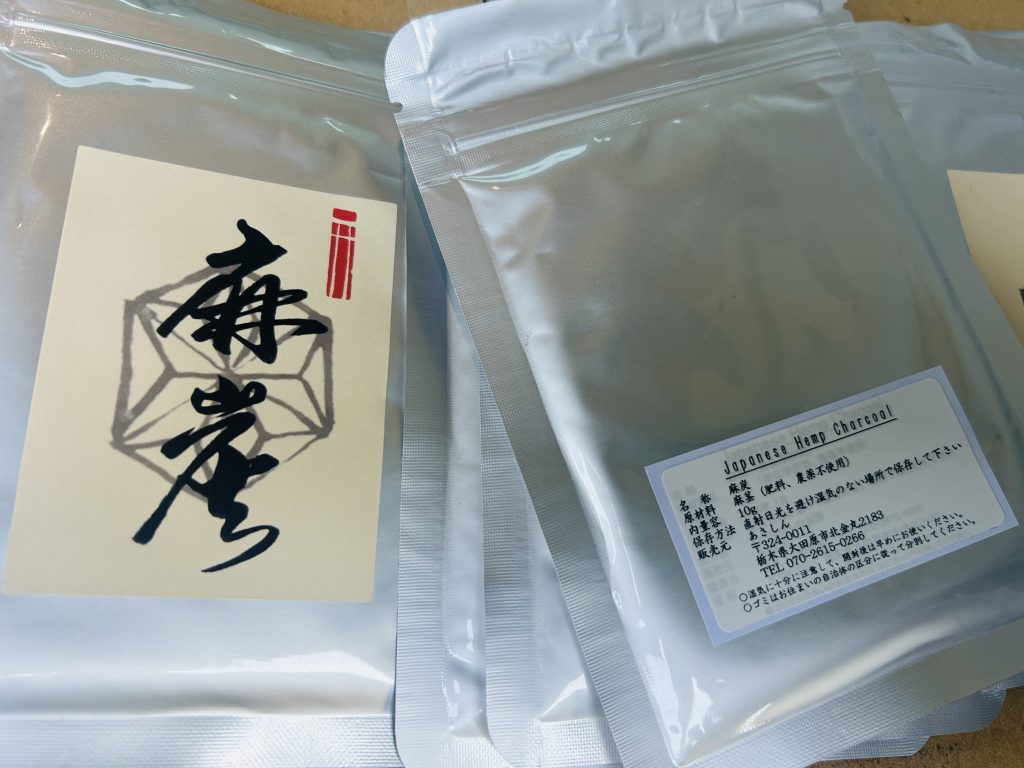 麻炭
Japanese Hemp Charcoal
名 称 麻炭
原材料 麻茎 (肥料、農薬不使用)
内量容 10g
保存方法 直射日光を避け湿気のない場所で保存して下さい
販売元 あさしん
〒324-0011
栃木県大田原市北金丸2183
TEL 070-2615-0266
○湿気に十分に注意して、開封後は早めにお使いください。
○ゴミはお住まいの自治体の区分に従って分別してください。